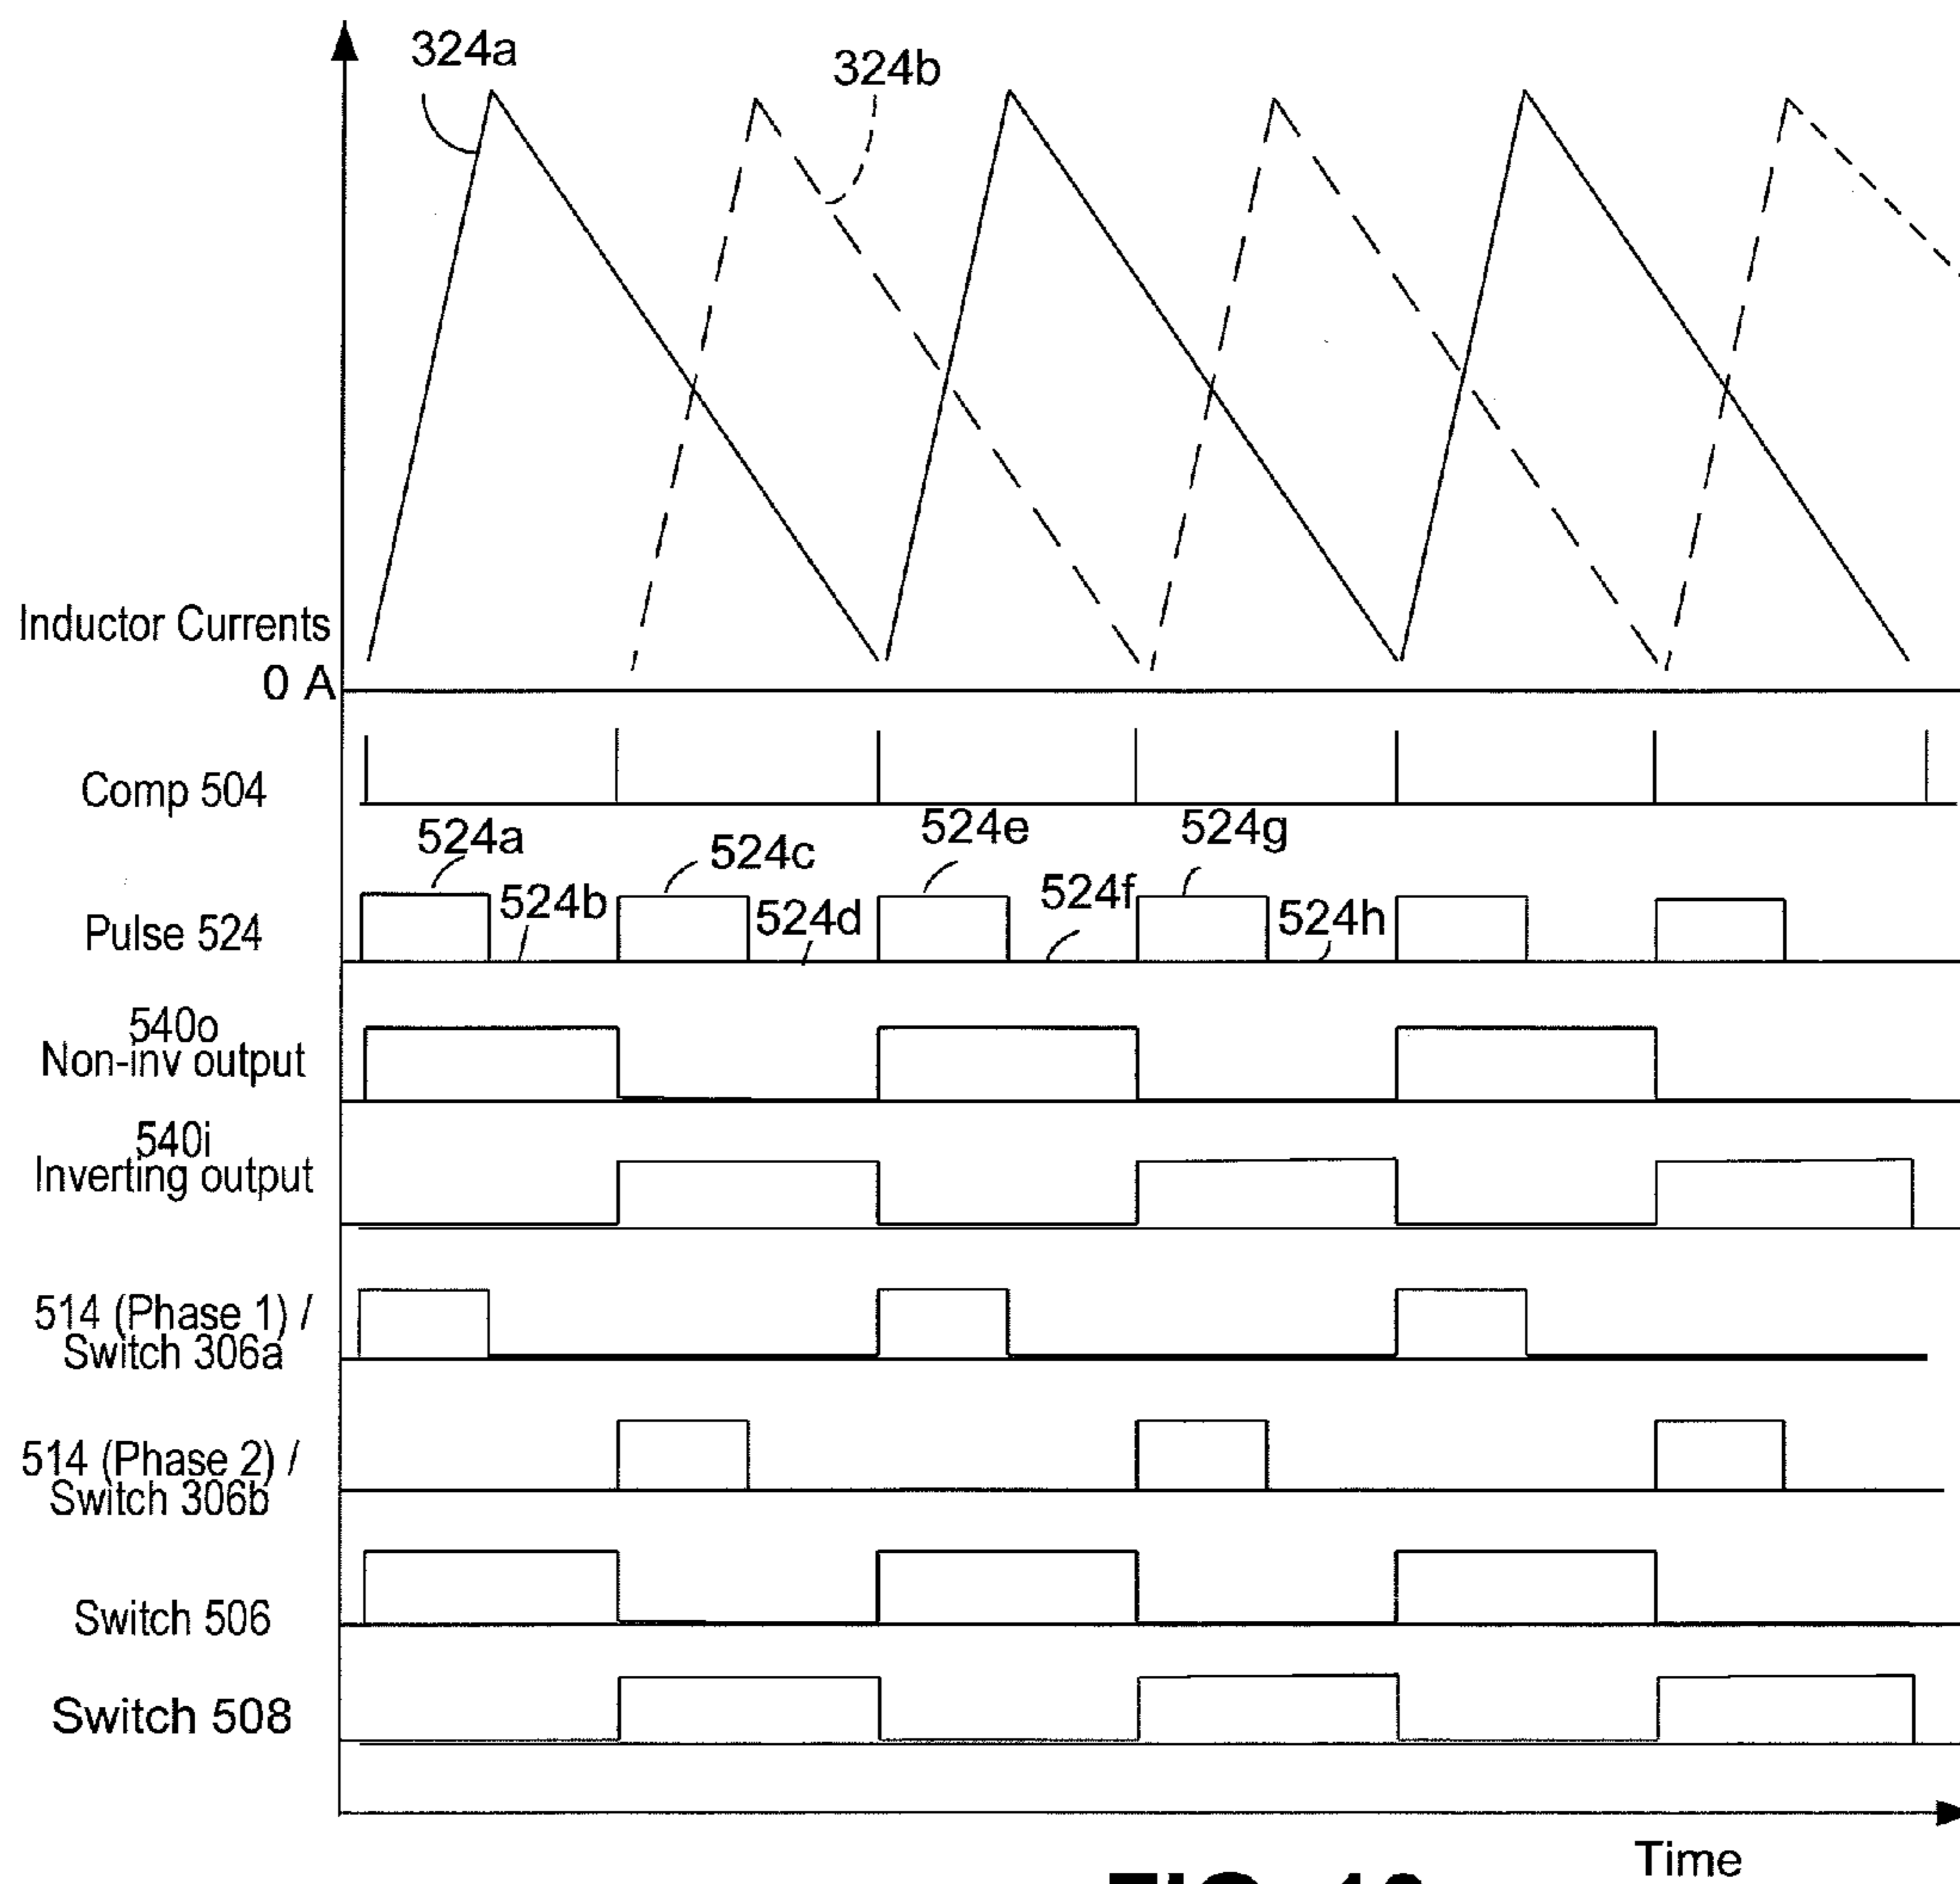 324a
324b
Inductor Currents
0 A
Comp 504
524a
524c
524e
524g
524b
524d
524f
524h
Pulse 524
540o
Non-inv output
540i
Inverting output
514 (Phase 1) /
Switch 306a
514 (Phase 2) /
Switch 306b
Switch 506
Switch 508
Time